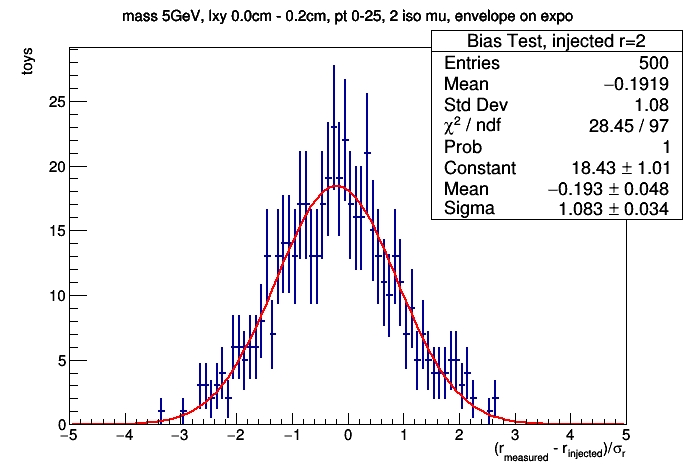 mass 5GeV, lxy 0.0cm - 0.2cm, pt 0-25, 2 iso mu, envelope on expo
Bias Test, injected r=2
Entries 500
Mean −0.1919
Std Dev 1.08
χ² / ndf 28.45 / 97
Prob 1
Constant 18.43 ± 1.01
Mean −0.193 ± 0.048
Sigma 1.083 ± 0.034
toys
25
20
15
10
5
0
−5 −4 −3 −2 −1 0 1 2 3 4 5
(r_measured - r_injected)/σ_r